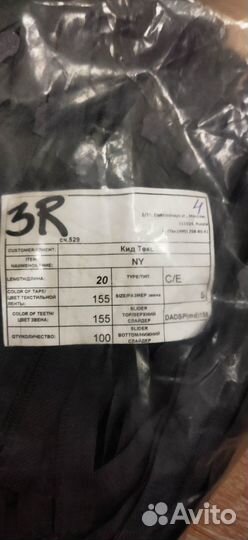 3R
4
сч.529
CUSTOMER/КЛИЕНТ
Кид Текс
ITEM/
НАИМЕНОВАНИЕ:
NY
LENGTH/ДЛИНА:
20
TYPE/ТИП:
C/E
COLOR OF TAPE/
ЦВЕТ ТЕКСТИЛЬНОЙ
ЛЕНТЫ:
155
SIZE/РАЗМЕР звена
5
COLOR OF TEETH/
ЦВЕТ ЗВЕНА:
155
SLIDER
TOP/ВЕРХНИЙ
СЛАЙДЕР
QTY/КОЛИЧЕСТВО:
100
SLIDER
BOTTOM/НИЖНИЙ
СЛАЙДЕР
Avito